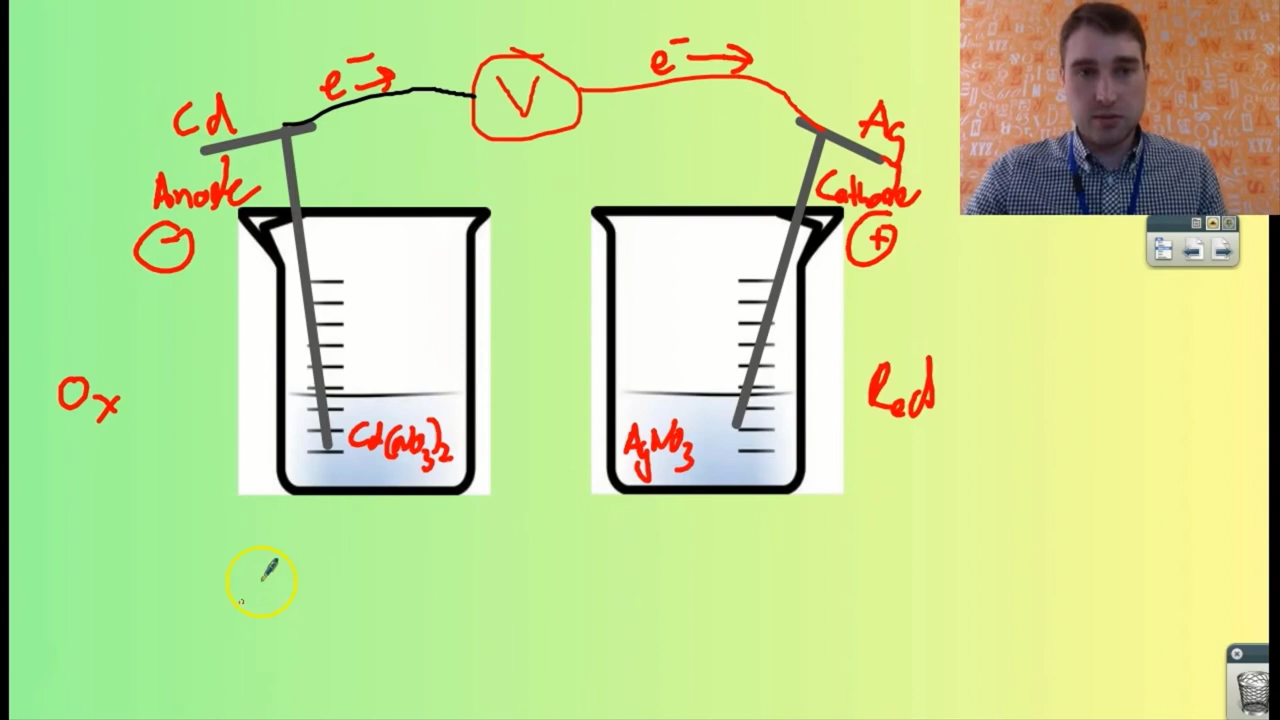 e⁻ →
e⁻ →
V
Cd
Ag
Anode
Cathode
−
+
Ox
Red
Cd(NO₃)₂
AgNO₃